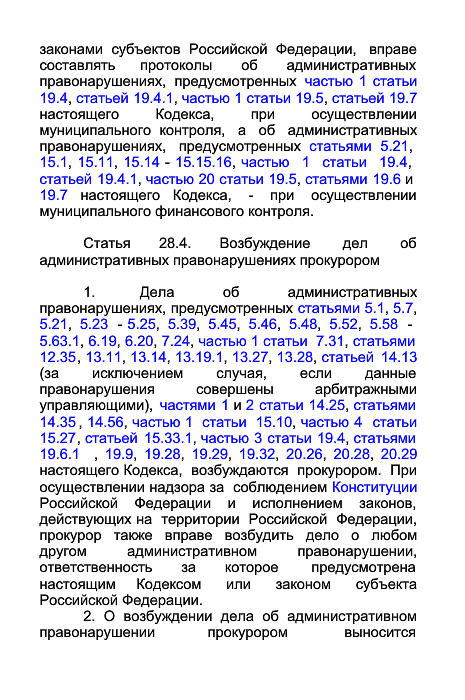 законами субъектов Российской Федерации, вправе
составлять протоколы об административных
правонарушениях, предусмотренных частью 1 статьи
19.4, статьей 19.4.1, частью 1 статьи 19.5, статьей 19.7
настоящего Кодекса, при осуществлении
муниципального контроля, а об административных
правонарушениях, предусмотренных статьями 5.21,
15.1, 15.11, 15.14 - 15.15.16, частью 1 статьи 19.4,
статьей 19.4.1, частью 20 статьи 19.5, статьями 19.6 и
19.7 настоящего Кодекса, - при осуществлении
муниципального финансового контроля.
Статья 28.4. Возбуждение дел об
административных правонарушениях прокурором
1. Дела об административных
правонарушениях, предусмотренных статьями 5.1, 5.7,
5.21, 5.23 - 5.25, 5.39, 5.45, 5.46, 5.48, 5.52, 5.58 -
5.63.1, 6.19, 6.20, 7.24, частью 1 статьи 7.31, статьями
12.35, 13.11, 13.14, 13.19.1, 13.27, 13.28, статьей 14.13
(за исключением случая, если данные
правонарушения совершены арбитражными
управляющими), частями 1 и 2 статьи 14.25, статьями
14.35, 14.56, частью 1 статьи 15.10, частью 4 статьи
15.27, статьей 15.33.1, частью 3 статьи 19.4, статьями
19.6.1 , 19.9, 19.28, 19.29, 19.32, 20.26, 20.28, 20.29
настоящего Кодекса, возбуждаются прокурором. При
осуществлении надзора за соблюдением Конституции
Российской Федерации и исполнением законов,
действующих на территории Российской Федерации,
прокурор также вправе возбудить дело о любом
другом административном правонарушении,
ответственность за которое предусмотрена
настоящим Кодексом или законом субъекта
Российской Федерации.
2. О возбуждении дела об административном
правонарушении прокурором выносится